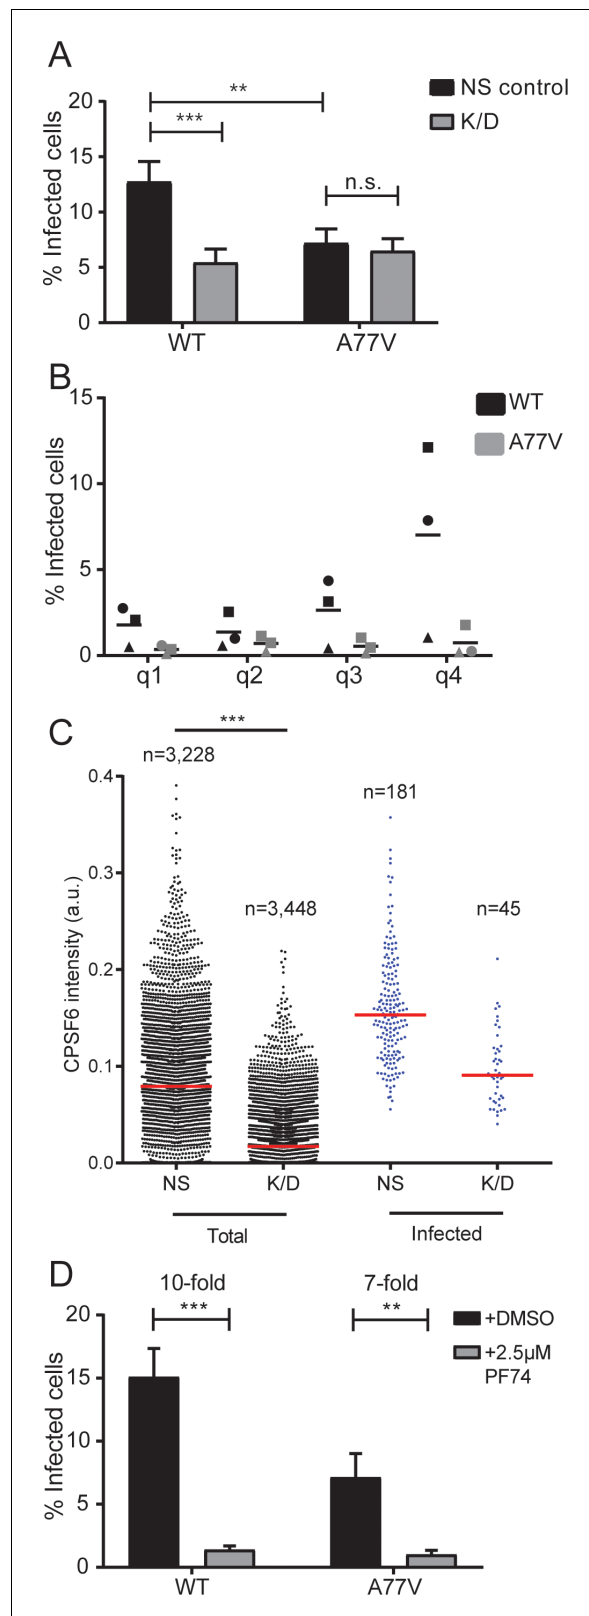 A
NS control
K/D
**
***
n.s.
% Infected cells
20
15
10
5
0
WT
A77V
B
WT
A77V
% Infected cells
15
10
5
0
q1
q2
q3
q4
C
***
n=3,228
n=181
n=3,448
n=45
CPSF6 intensity (a.u.)
0.4
0.3
0.2
0.1
0.0
NS
K/D
NS
K/D
Total
Infected
D
10-fold
7-fold
***
**
+DMSO
+2.5µM
PF74
% Infected cells
20
15
10
5
0
WT
A77V